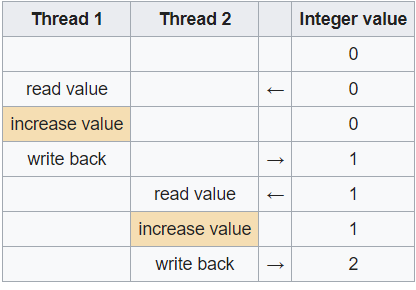 Thread 1 Thread 2 Integer value
0
read value ← 0
increase value 0
write back → 1
read value ← 1
increase value 1
write back → 2